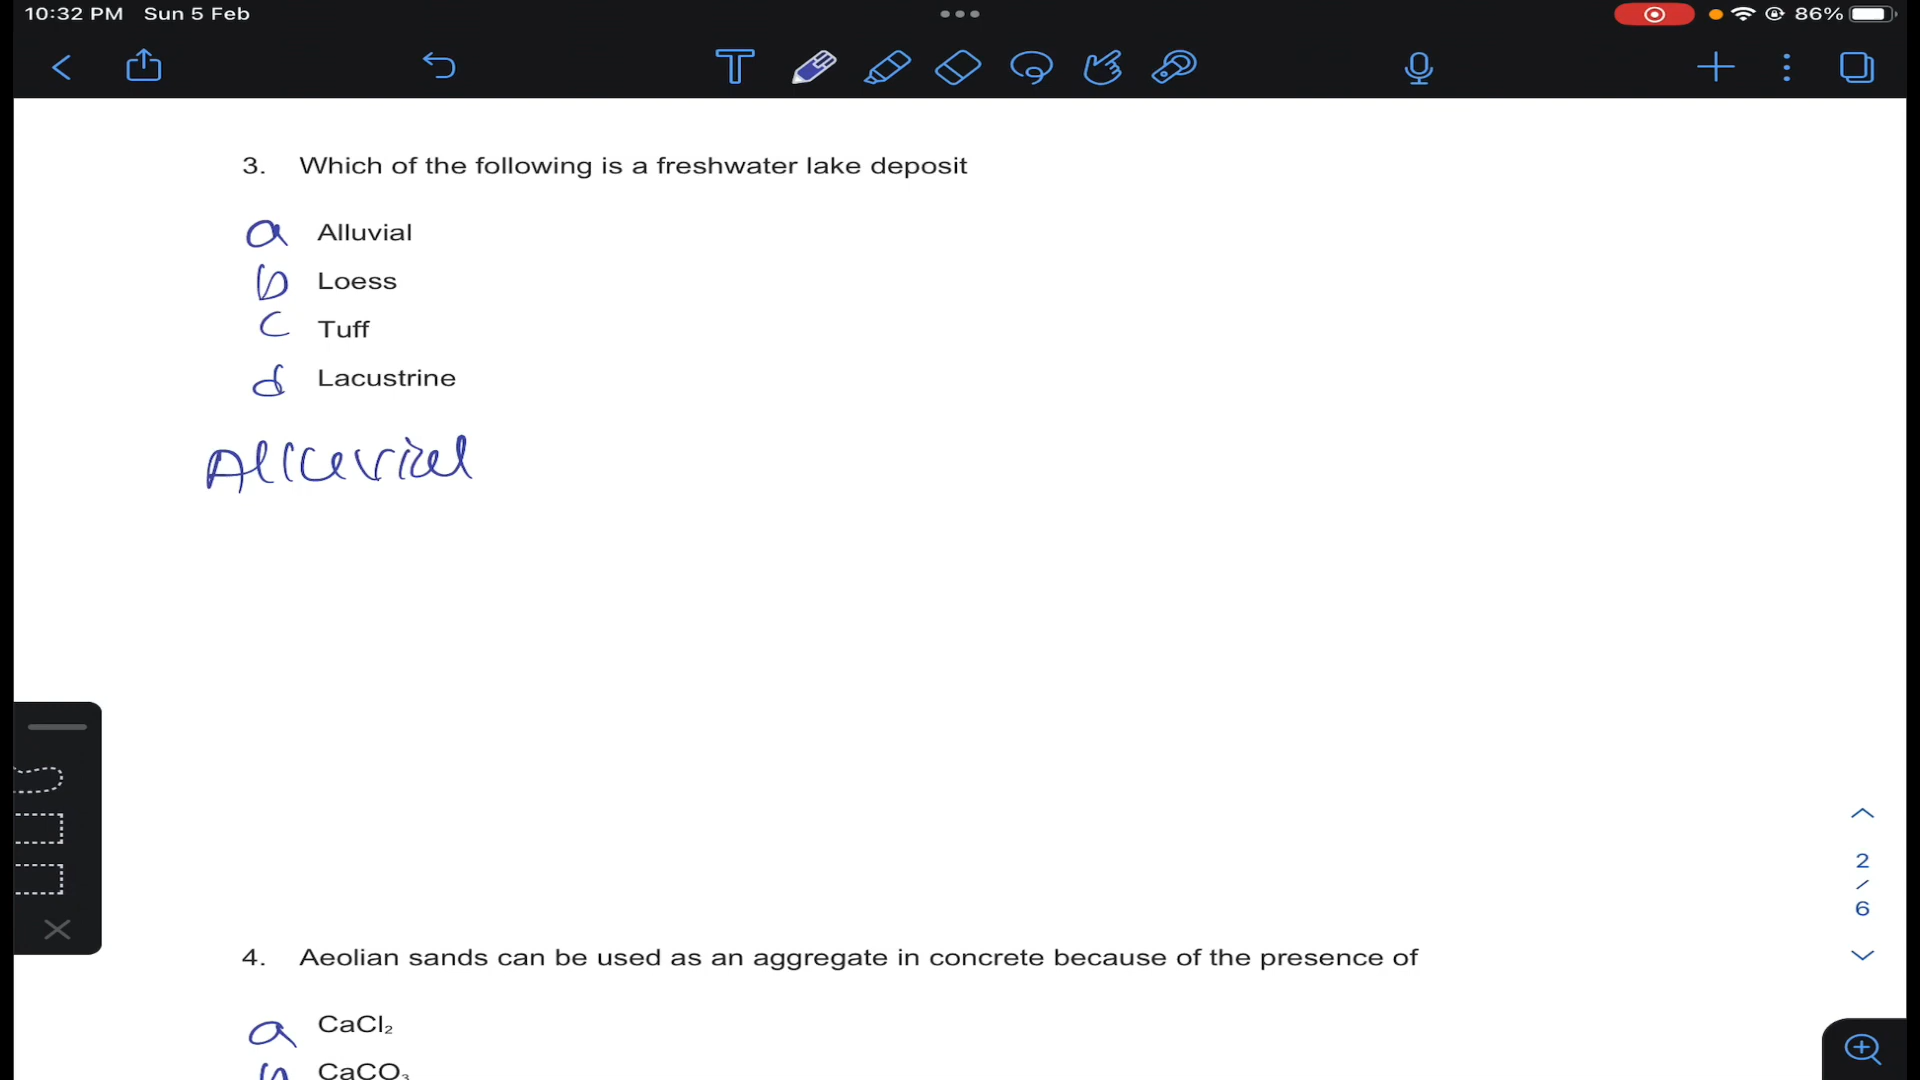 10:32 PM Sun 5 Feb
86%
3. Which of the following is a freshwater lake deposit
a Alluvial
b Loess
c Tuff
d Lacustrine
Alluvial
2
/
6
4. Aeolian sands can be used as an aggregate in concrete because of the presence of
a CaCl₂
b CaCO₃